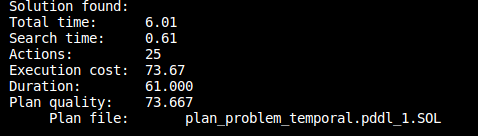 Solution found:
Total time:      6.01
Search time:     0.61
Actions:         25
Execution cost:  73.67
Duration:        61.000
Plan quality:    73.667
     Plan file:       plan_problem_temporal.pddl_1.SOL